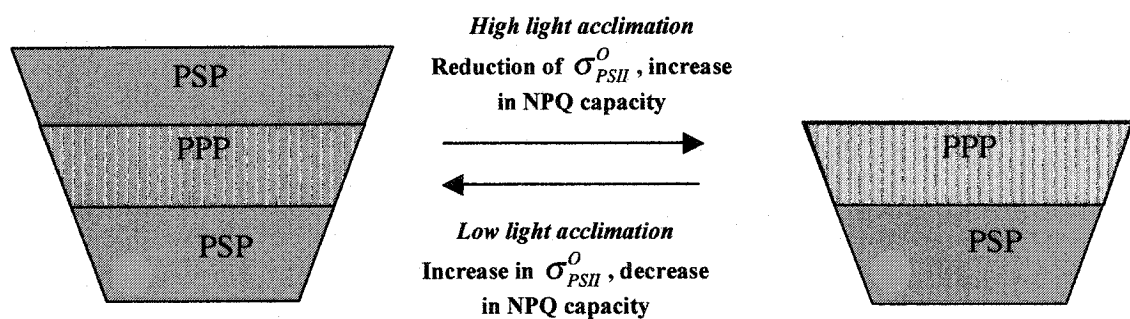 PSP
PPP
PSP
High light acclimation
Reduction of σ^O_PSII, increase
in NPQ capacity
Low light acclimation
Increase in σ^O_PSII, decrease
in NPQ capacity
PPP
PSP